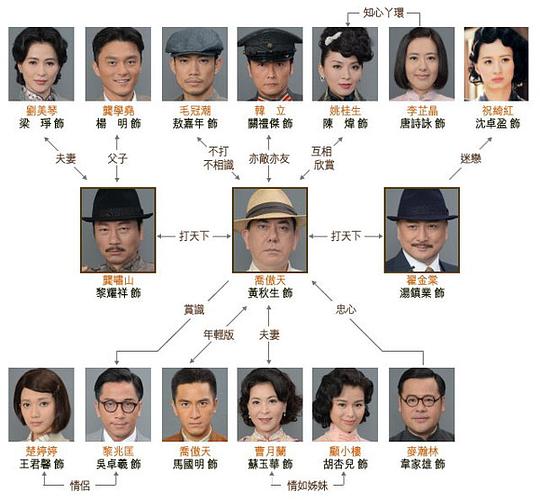 知心丫環
劉美琴
梁 琤 飾
龔學堯
楊 明 飾
毛冠潮
敖嘉年 飾
韓 立
關禮傑 飾
姚桂生
陳 煒 飾
李芷晶
唐詩詠 飾
祝綺紅
沈卓盈 飾
夫妻
父子
不打
不相識
亦敵亦友
互相
欣賞
迷戀
打天下
打天下
龔嘯山
黎耀祥 飾
喬傲天
黃秋生 飾
翟金棠
湯鎮業 飾
賞識
年輕版
夫妻
忠心
楚婷婷
王君馨 飾
黎兆匡
吳卓羲 飾
喬傲天
馬國明 飾
曹月蘭
蘇玉華 飾
顧小樓
胡杏兒 飾
麥瀚林
韋家雄 飾
情侶
情如姊妹